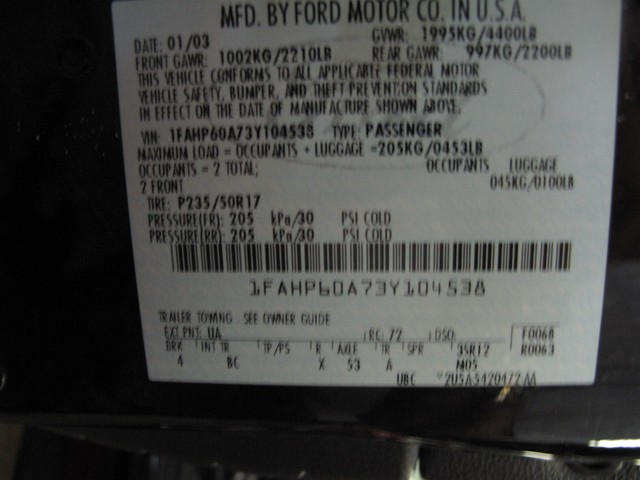 MFD. BY FORD MOTOR CO. IN U.S.A.
DATE: 01/03 GVWR: 1995KG/4400LB
FRONT GAWR: 1002KG/2210LB REAR GAWR: 997KG/2200LB
THIS VEHICLE CONFORMS TO ALL APPLICABLE FEDERAL MOTOR
VEHICLE SAFETY, BUMPER, AND THEFT PREVENTION STANDARDS
IN EFFECT ON THE DATE OF MANUFACTURE SHOWN ABOVE.
VIN: 1FAHP60A73Y104538 TYPE: PASSENGER
MAXIMUM LOAD = OCCUPANTS + LUGGAGE =205KG/0453LB
OCCUPANTS = 2 TOTAL; OCCUPANTS LUGGAGE
2 FRONT 045KG/0100LB
TIRE: P235/50R17
PRESSURE(FR): 205 kPa/30 PSI COLD
PRESSURE(RR): 205 kPa/30 PSI COLD
1FAHP60A73Y104538
TRAILER TOWING - SEE OWNER GUIDE
EXT PNT: UA RC: 72 DSO: F0068
BRK INT TR TP/PS R AXLE TR SPR 3SR12 R0063
4 BC X 53 A M05
UBC *2U5A5420472AA